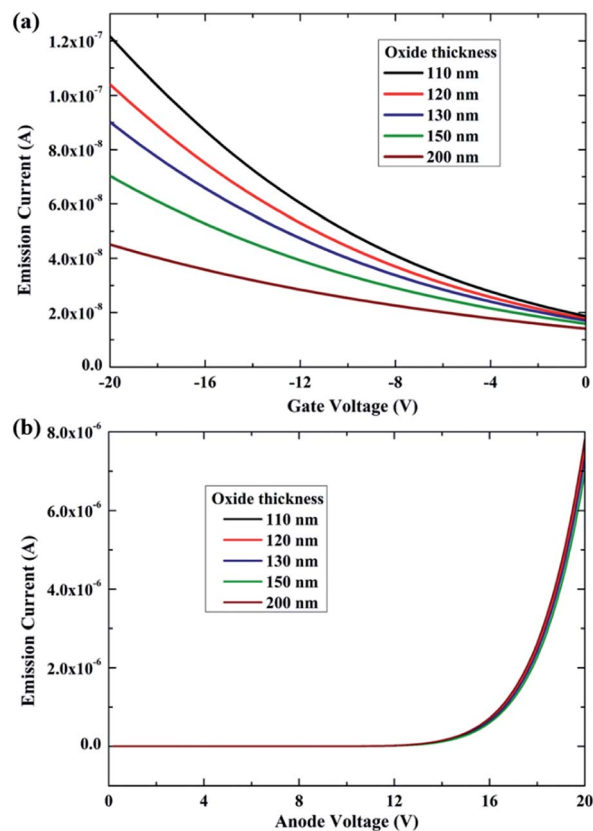 (a)
Oxide thickness
110 nm
120 nm
130 nm
150 nm
200 nm
1.2x10⁻⁷
1.0x10⁻⁷
8.0x10⁻⁸
6.0x10⁻⁸
4.0x10⁻⁸
2.0x10⁻⁸
0.0
Emission Current (A)
-20 -16 -12 -8 -4 0
Gate Voltage (V)
(b)
Oxide thickness
110 nm
120 nm
130 nm
150 nm
200 nm
8.0x10⁻⁶
6.0x10⁻⁶
4.0x10⁻⁶
2.0x10⁻⁶
0.0
Emission Current (A)
0 4 8 12 16 20
Anode Voltage (V)